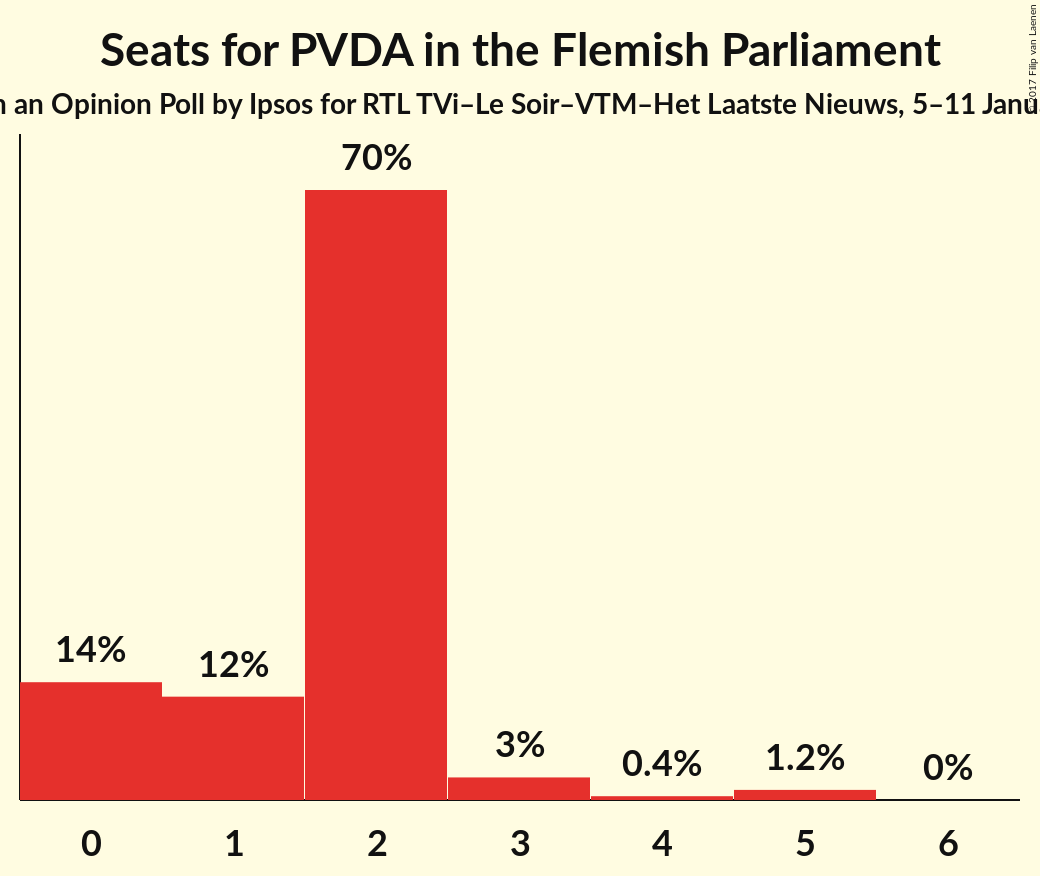 Seats for PVDA in the Flemish Parliament
an Opinion Poll by Ipsos for RTL TVi–Le Soir–VTM–Het Laatste Nieuws, 5–11
© 2017 Filip van Laenen
70%
14%
12%
3%
0.4%
1.2%
0%
0 1 2 3 4 5 6